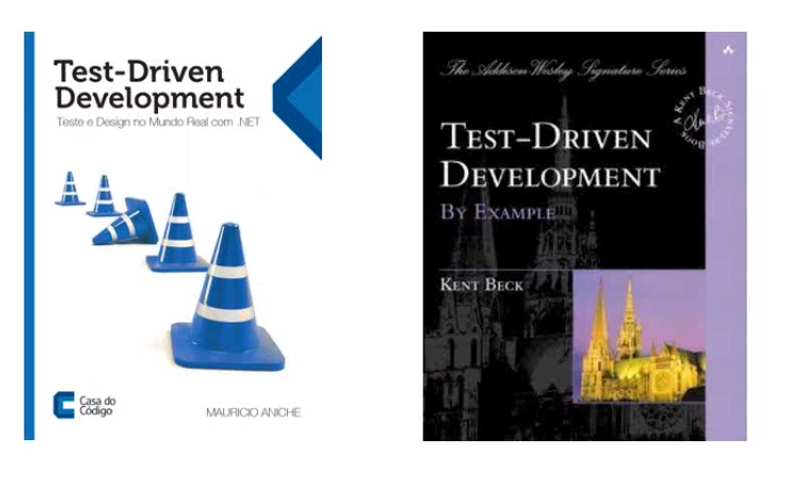 Test-Driven
Development
Teste e Design no Mundo Real com .NET
Casa do
Código
MAURICIO ANICHE
The Addison-Wesley Signature Series
A KENT BECK SIGNATURE BOOK
TEST-DRIVEN
DEVELOPMENT
BY EXAMPLE
KENT BECK